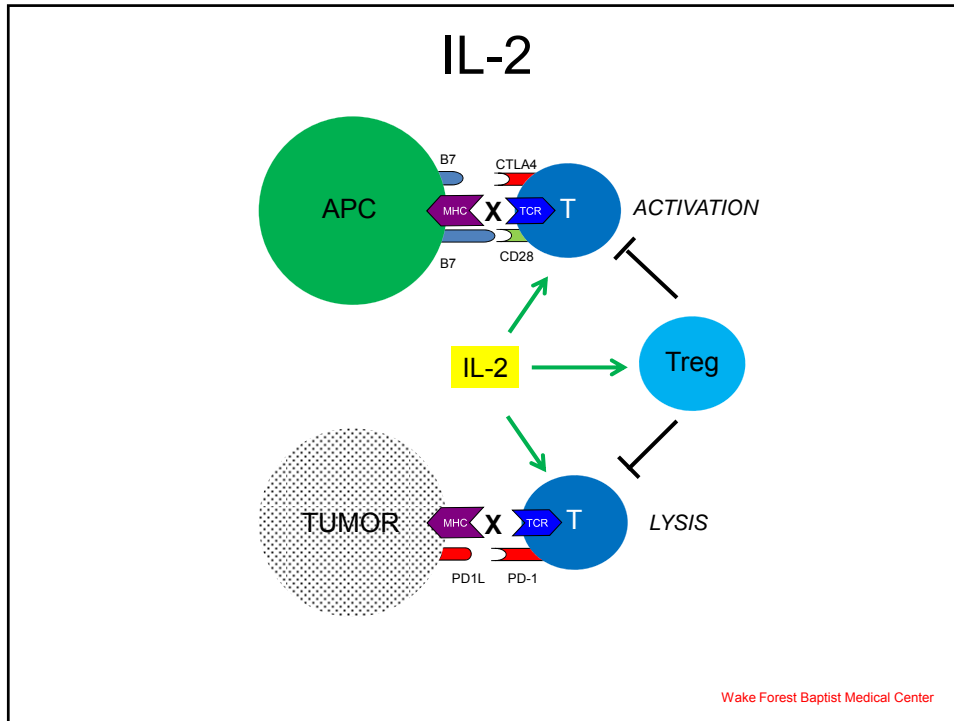 IL-2
B7
CTLA4
APC
MHC
X
TCR
T
ACTIVATION
B7
CD28
IL-2
Treg
TUMOR
MHC
X
TCR
T
LYSIS
PD1L
PD-1
Wake Forest Baptist Medical Center